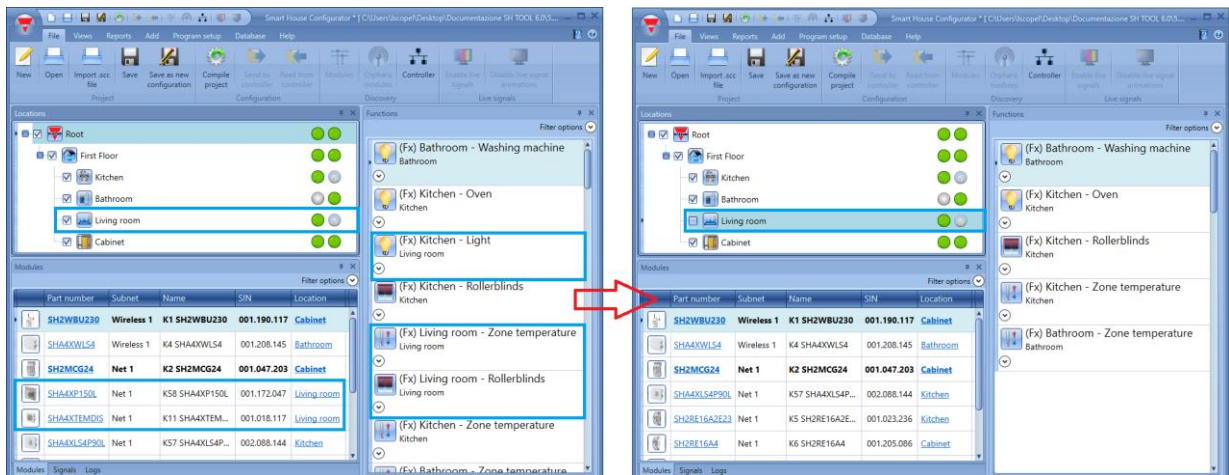 Smart House Configurator * [ C:\Users\lscopel\Desktop\Documentazione SH TOOL 6.0\5....
File Views Reports Add Program setup Database Help
New Open Import .scc file Save Save as new configuration Compile project Send to controller Read from controller Modules Orphans modules Controller Enable live signals Disable live signal animations
Project Configuration Discovery Live signals
Locations
Root
First Floor
Kitchen
Bathroom
Living room
Cabinet
Modules
Filter options
Part number Subnet Name SIN Location
SH2WBU230 Wireless 1 K1 SH2WBU230 001.190.117 Cabinet
SHA4XWLS4 Wireless 1 K4 SHA4XWLS4 001.208.145 Bathroom
SH2MCG24 Net 1 K2 SH2MCG24 001.047.203 Cabinet
SHA4XP150L Net 1 K58 SHA4XP150L 001.172.047 Living room
SHA4XTEMDIS Net 1 K11 SHA4XTEM... 001.018.117 Living room
SHA4XLS4P90L Net 1 K57 SHA4XLS4P... 002.088.144 Kitchen
Modules Signals Logs
Functions
Filter options
(Fx) Bathroom - Washing machine
Bathroom
(Fx) Kitchen - Oven
Kitchen
(Fx) Kitchen - Light
Living room
(Fx) Kitchen - Rollerblinds
Kitchen
(Fx) Living room - Zone temperature
Living room
(Fx) Living room - Rollerblinds
Living room
(Fx) Kitchen - Zone temperature
Kitchen
(Fx) Bathroom - Zone temperature
Smart House Configurator * [ C:\Users\lscopel\Desktop\Documentazione SH TOOL 6.0\5....
File Views Reports Add Program setup Database Help
New Open Import .scc file Save Save as new configuration Compile project Send to controller Read from controller Modules Orphans modules Controller Enable live signals Disable live signal animations
Project Configuration Discovery Live signals
Locations
Root
First Floor
Kitchen
Bathroom
Living room
Cabinet
Modules
Filter options
Part number Subnet Name SIN Location
SH2WBU230 Wireless 1 K1 SH2WBU230 001.190.117 Cabinet
SHA4XWLS4 Wireless 1 K4 SHA4XWLS4 001.208.145 Bathroom
SH2MCG24 Net 1 K2 SH2MCG24 001.047.203 Cabinet
SHA4XLS4P90L Net 1 K57 SHA4XLS4P... 002.088.144 Kitchen
SH2RE16A2E23 Net 1 K5 SH2RE16A2E... 001.023.236 Kitchen
SH2RE16A4 Net 1 K6 SH2RE16A4 001.205.086 Cabinet
Modules Signals Logs
Functions
Filter options
(Fx) Bathroom - Washing machine
Bathroom
(Fx) Kitchen - Oven
Kitchen
(Fx) Kitchen - Rollerblinds
Kitchen
(Fx) Kitchen - Zone temperature
Kitchen
(Fx) Bathroom - Zone temperature
Bathroom